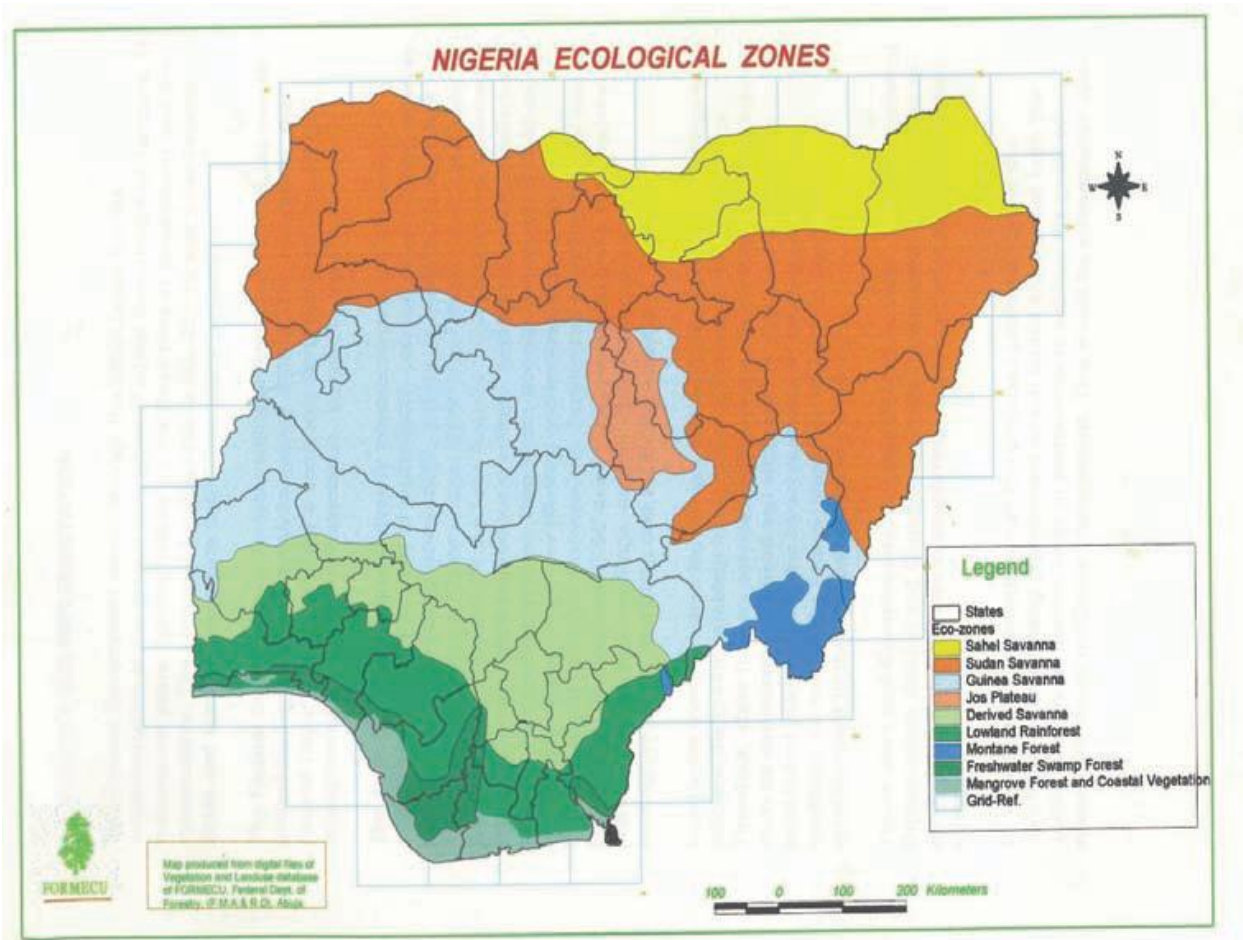 NIGERIA ECOLOGICAL ZONES
N
W
E
S
Legend
States
Eco-zones
Sahel Savanna
Sudan Savanna
Guinea Savanna
Jos Plateau
Derived Savanna
Lowland Rainforest
Montane Forest
Freshwater Swamp Forest
Mangrove Forest and Coastal Vegetation
Grid-Ref.
FORMECU
Map produced from digital files of
Vegetation and Landuse database
of FORMECU, Federal Dept. of
Forestry, (F.M.A & R.D), Abuja
100 0 100 200 Kilometers